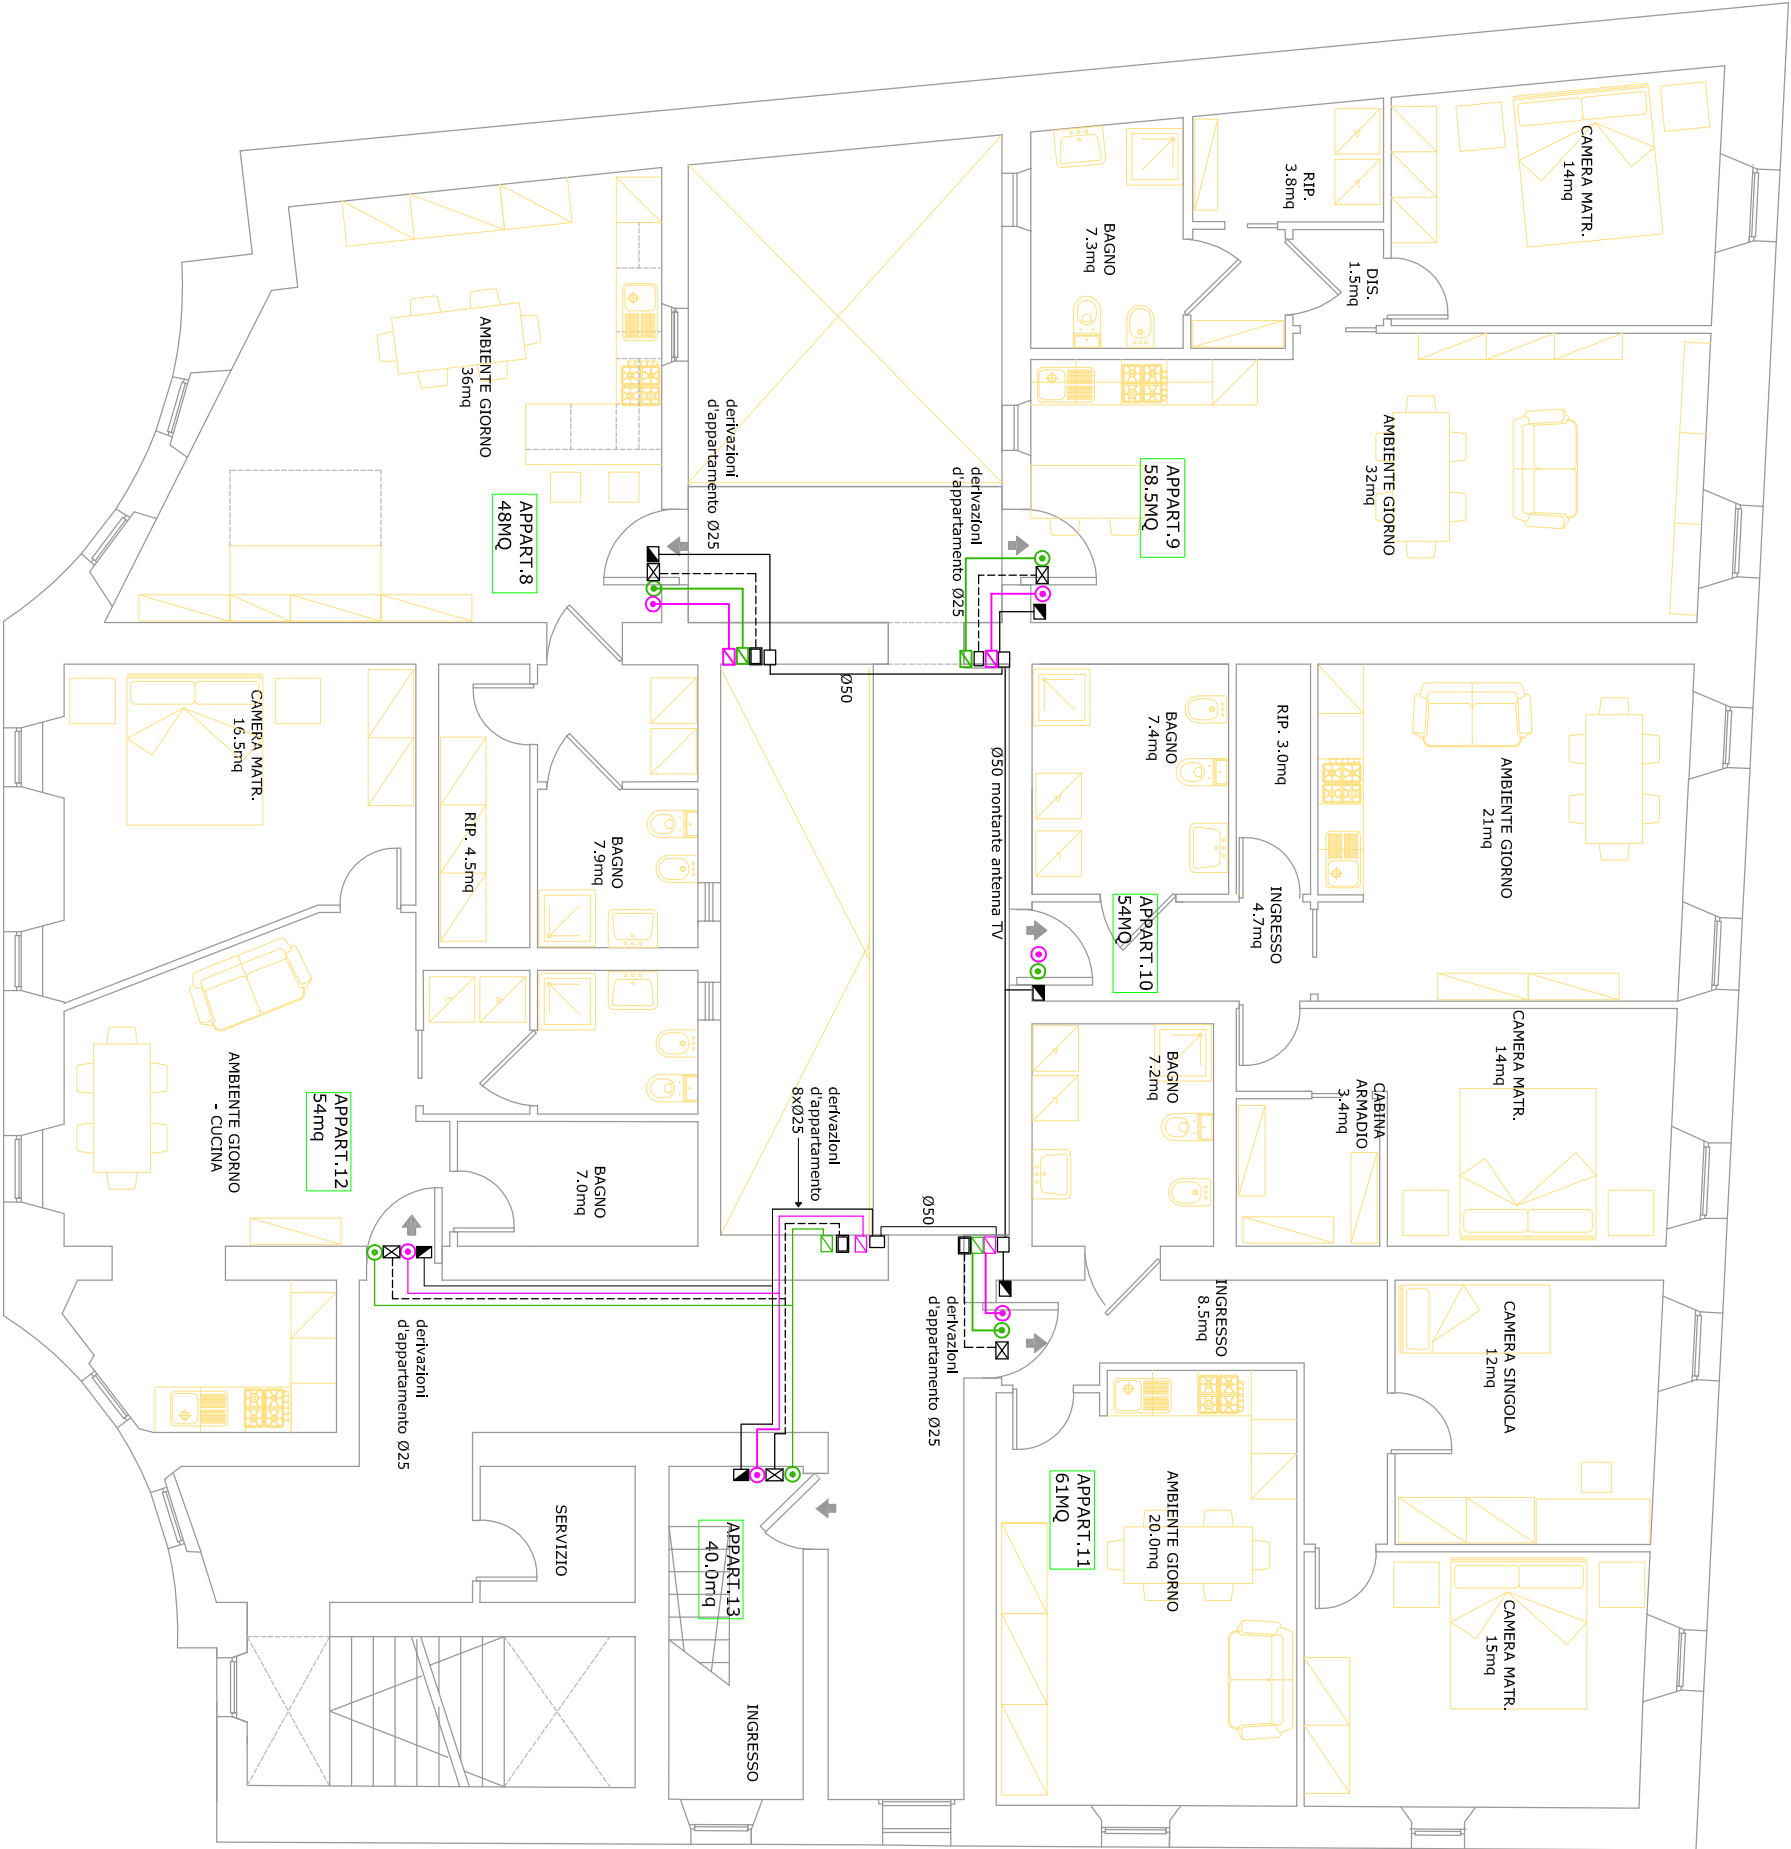 CAMERA MATR.
14mq
RIP.
3.8mq
BAGNO
7.3mq
DIS.
1.5mq
AMBIENTE GIORNO
36mq
derivazioni
d'appartamento Ø25
AMBIENTE GIORNO
32mq
APPART.9
58.5MQ
derivazioni
d'appartamento Ø25
APPART.8
48MQ
Ø50
CAMERA MATR.
16.5mq
BAGNO
7.4mq
RIP. 3.0mq
AMBIENTE GIORNO
21mq
Ø50 montante antenna TV
RIP. 4.5mq
BAGNO
7.9mq
INGRESSO
4.7mq
APPART.10
54MQ
CAMERA MATR.
14mq
BAGNO
7.2mq
CABINA
ARMADIO
3.4mq
AMBIENTE GIORNO
- CUCINA
APPART.12
54mq
derivazioni
d'appartamento
8xØ25
BAGNO
7.0mq
Ø50
INGRESSO
8.5mq
derivazioni
d'appartamento Ø25
derivazioni
d'appartamento Ø25
CAMERA SINGOLA
12mq
APPART.11
61MQ
AMBIENTE GIORNO
20.0mq
SERVIZIO
APPART.13
40.0mq
CAMERA MATR.
15mq
INGRESSO